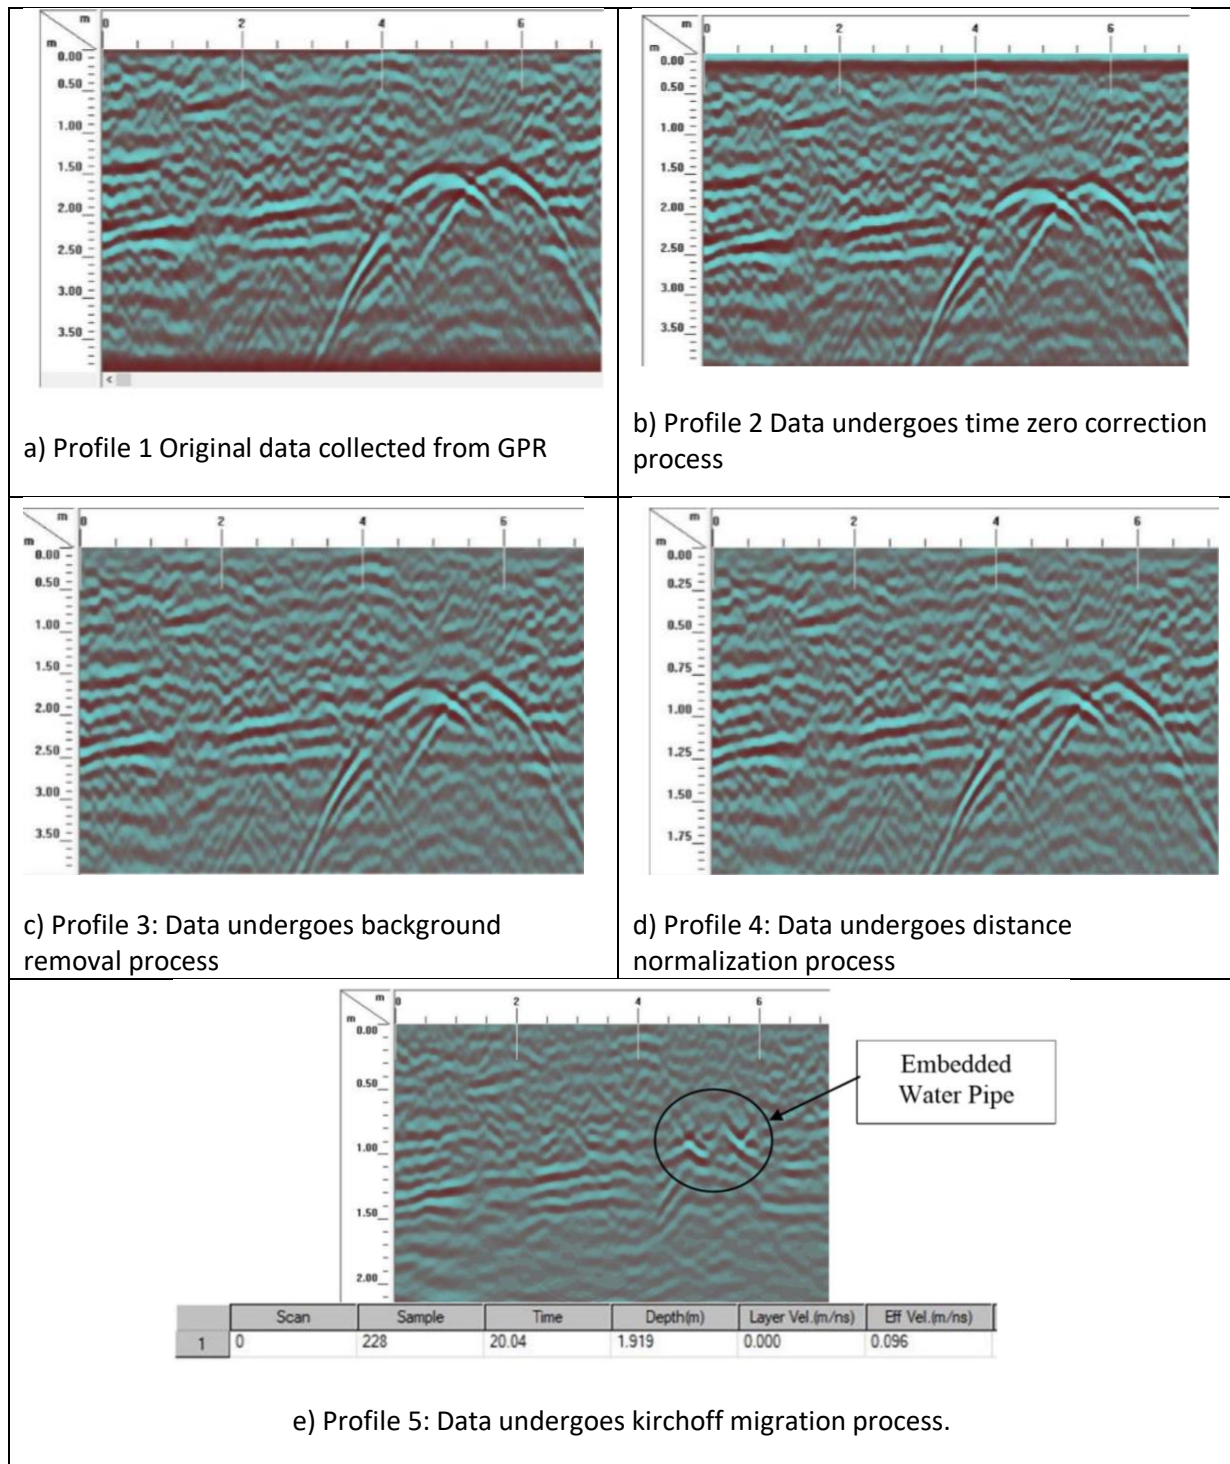 m 0 2 4 6
m
0.00
0.50
1.00
1.50
2.00
2.50
3.00
3.50
<
a) Profile 1 Original data collected from GPR
m 0 2 4 6
m
0.00
0.50
1.00
1.50
2.00
2.50
3.00
3.50
b) Profile 2 Data undergoes time zero correction
process
m 0 2 4 6
m
0.00
0.50
1.00
1.50
2.00
2.50
3.00
3.50
c) Profile 3: Data undergoes background
removal process
m 0 2 4 6
m
0.00
0.25
0.50
0.75
1.00
1.25
1.50
1.75
d) Profile 4: Data undergoes distance
normalization process
m 0 2 4 6
m
0.00
0.50
1.00
1.50
2.00
Embedded
Water Pipe
Scan Sample Time Depth(m) Layer Vel.(m/ns) Eff Vel.(m/ns)
1 0 228 20.04 1.919 0.000 0.096
e) Profile 5: Data undergoes kirchoff migration process.